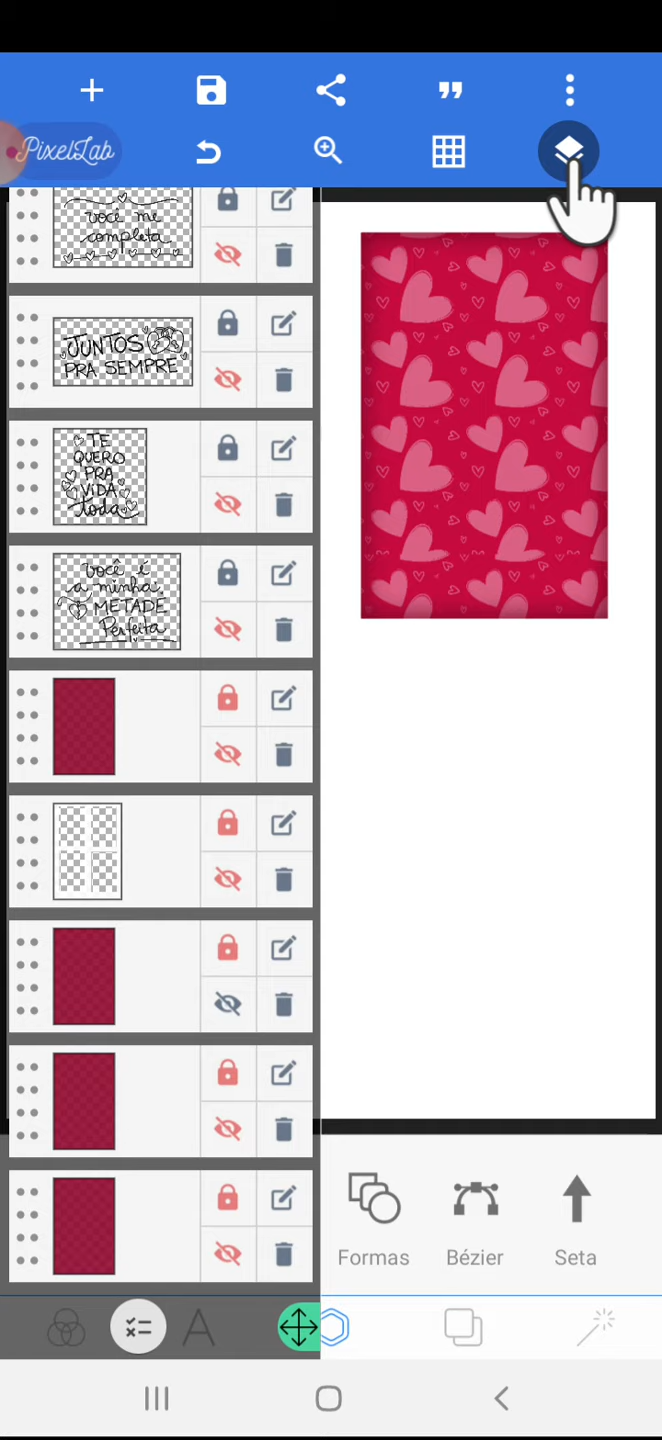 PixelLab
você me
completa
JUNTOS
PRA SEMPRE
TE
QUERO
PRA
ViDA
toda
você é
a minha
METADE
Perfeita
Formas
Bézier
Seta